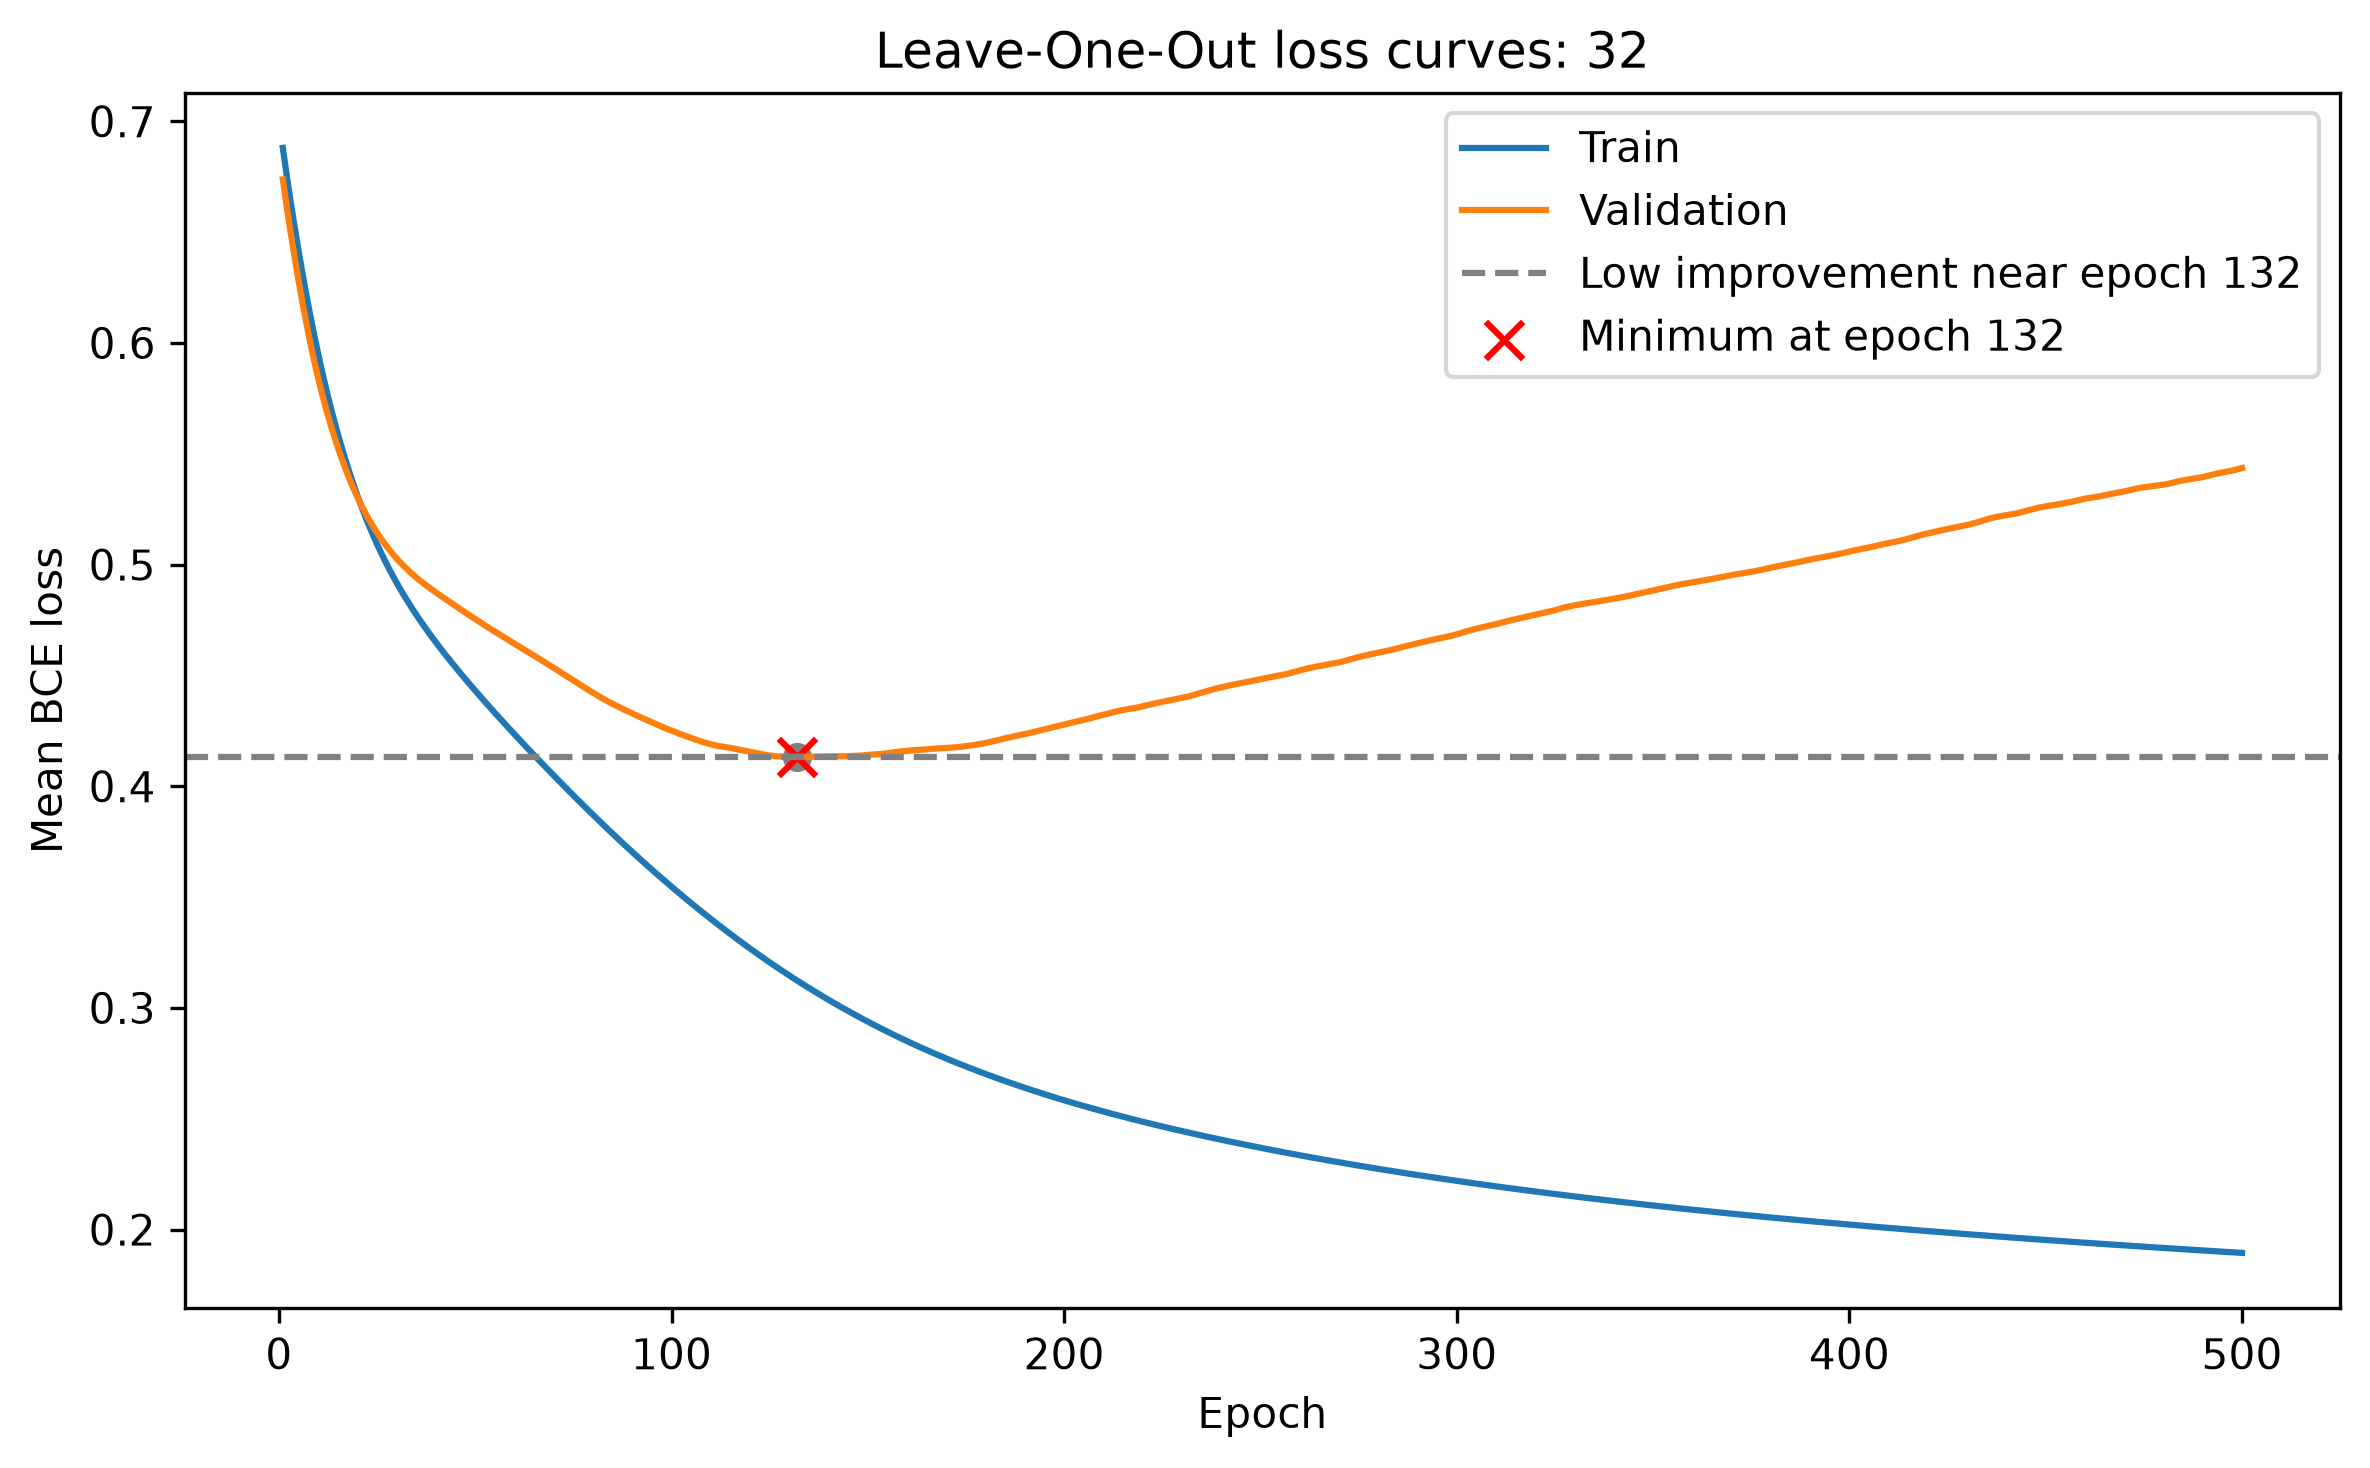 Leave-One-Out loss curves: 32
0.7
0.6
0.5
0.4
0.3
0.2
Mean BCE loss
Train
Validation
Low improvement near epoch 132
Minimum at epoch 132
0 100 200 300 400 500
Epoch